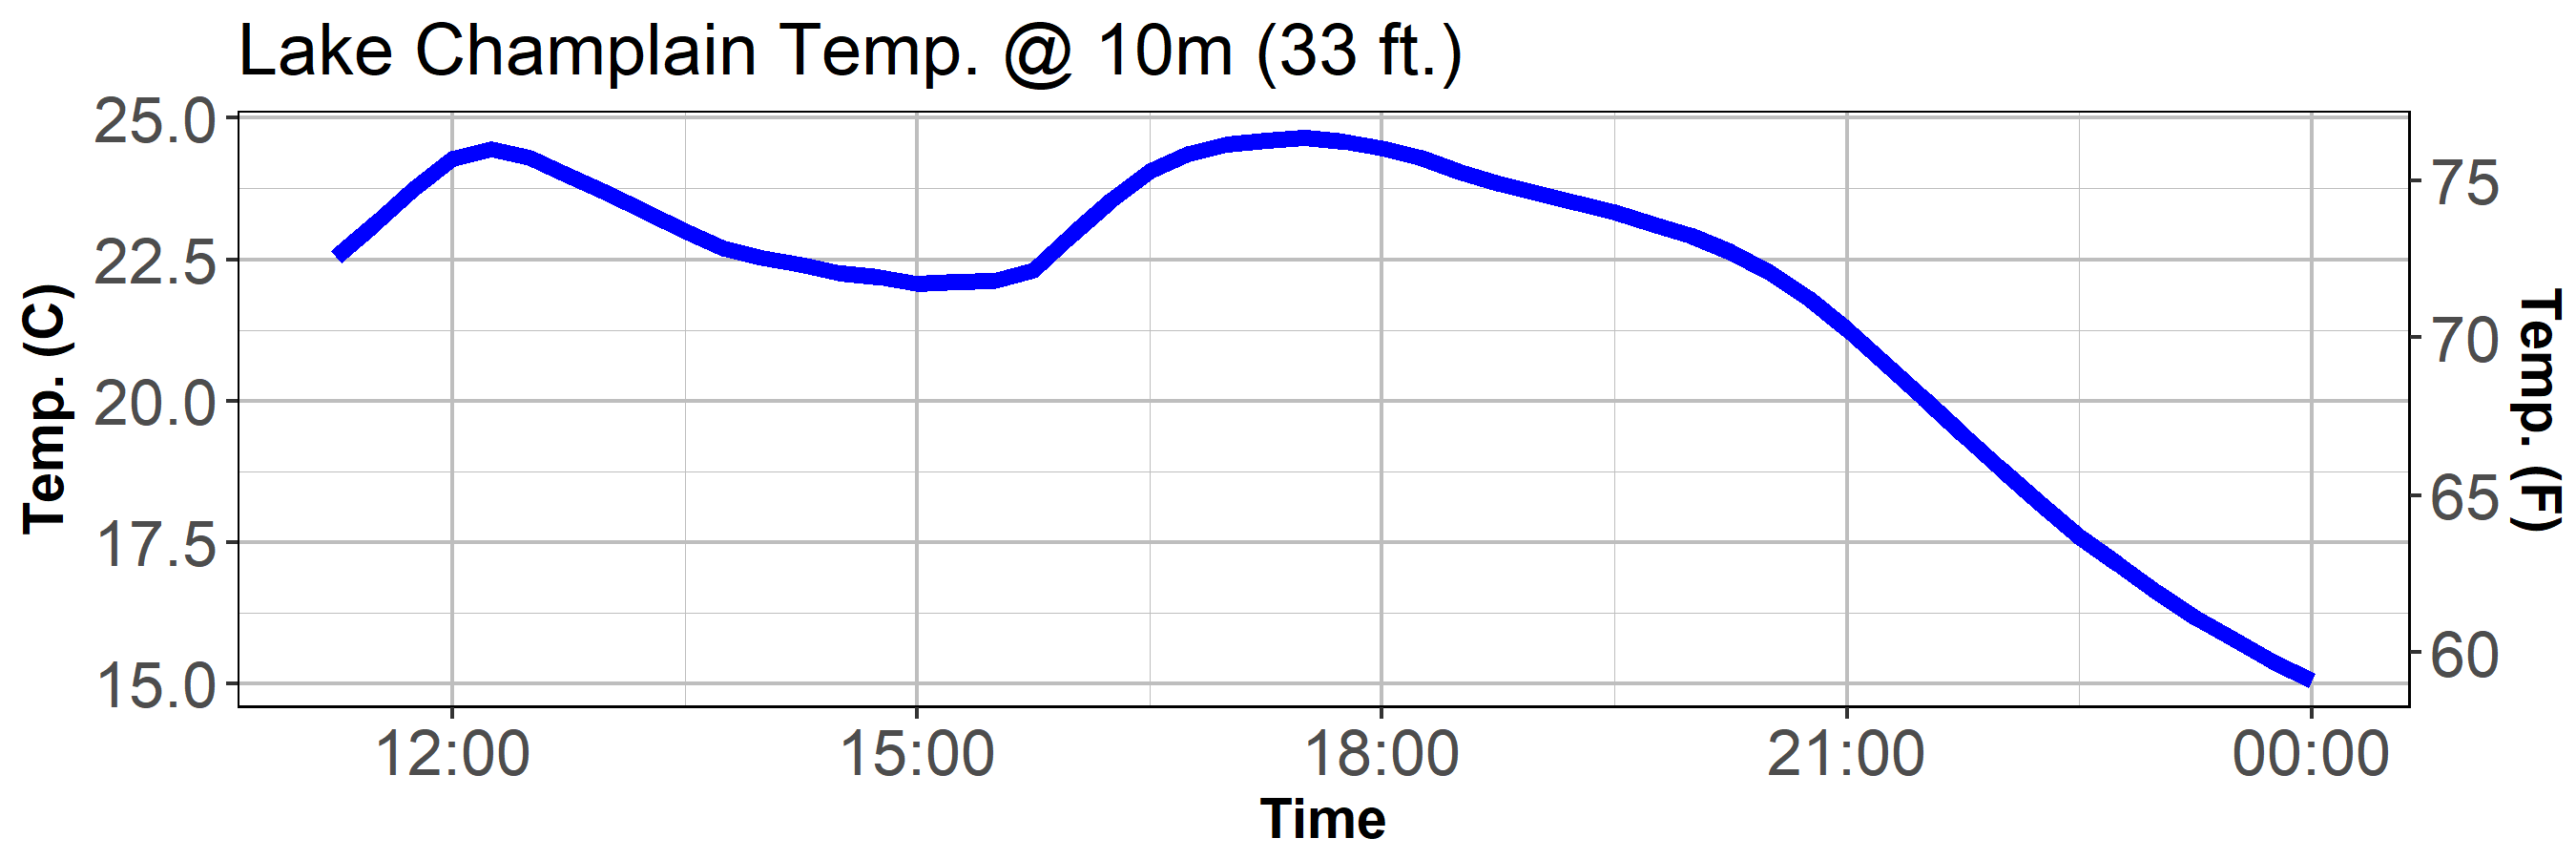 Lake Champlain Temp. @ 10m (33 ft.)
25.0
22.5
20.0
17.5
15.0
Temp. (C)
75
70
65
60
Temp. (F)
12:00 15:00 18:00 21:00 00:00
Time